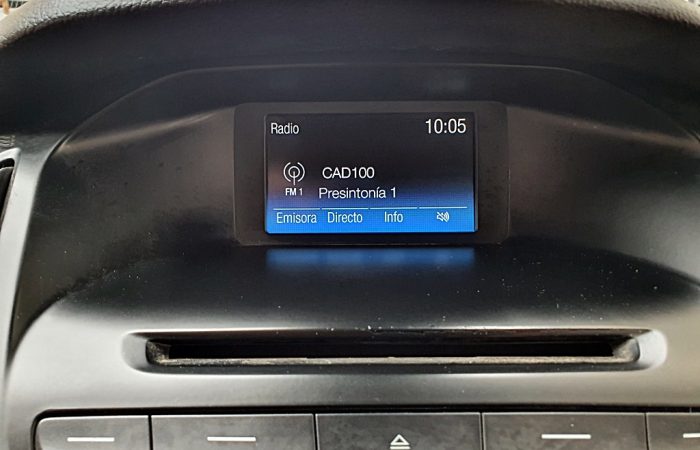 Radio 10:05
CAD100
FM 1 Presintonía 1
Emisora Directo Info